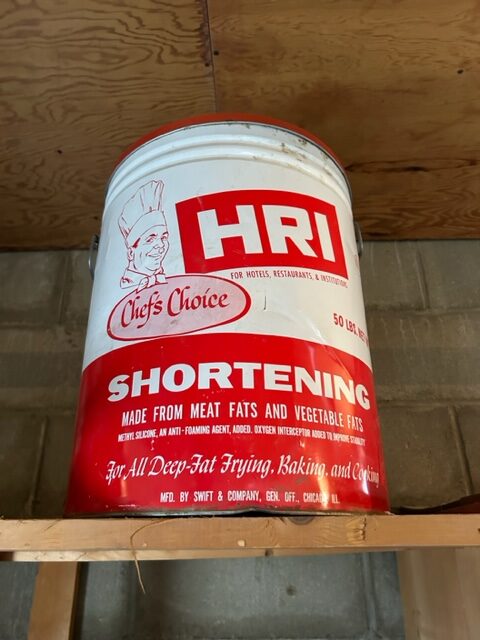 HRI
FOR HOTELS, RESTAURANTS, & INSTITUTIONS
Chef's Choice
50 LBS. NET
SHORTENING
MADE FROM MEAT FATS AND VEGETABLE FATS
METHYL SILICONE, AN ANTI-FOAMING AGENT, ADDED. OXYGEN INTERCEPTOR ADDED TO IMPROVE STABILITY
For All Deep-Fat Frying, Baking, and Cooking
MFD. BY SWIFT & COMPANY, GEN. OFF., CHICAGO, ILL.